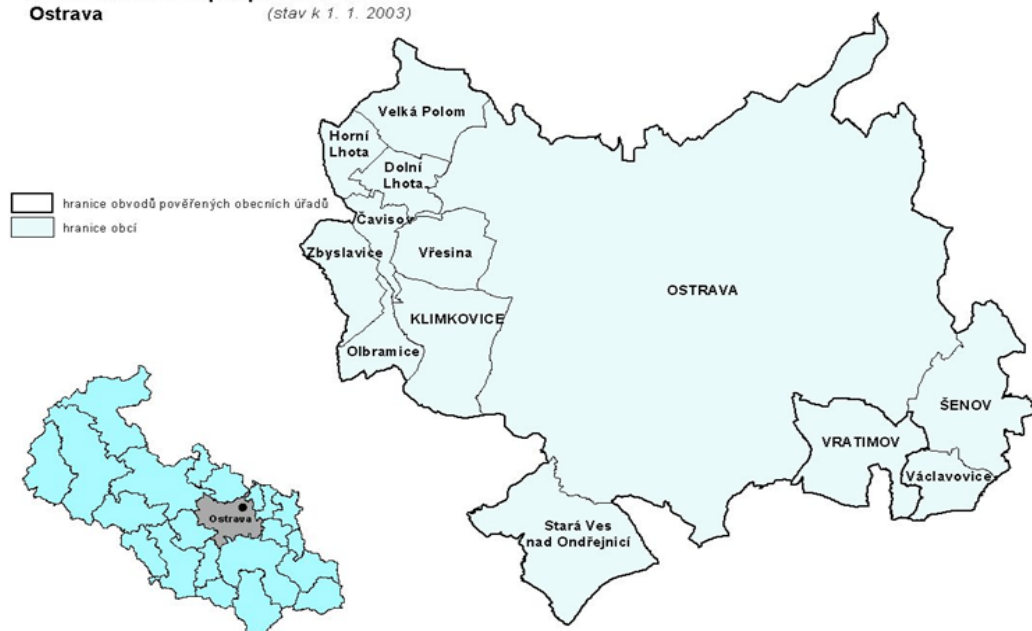 Ostrava
(stav k 1. 1. 2003)
Velká Polom
Horní
Lhota
Dolní
Lhota
hranice obvodů pověřených obecních úřadů
hranice obcí
Čavisov
Zbyslavice
Vřesina
OSTRAVA
KLIMKOVICE
Olbramice
ŠENOV
VRATIMOV
Václavovice
Stará Ves
nad Ondřejnicí
Ostrava